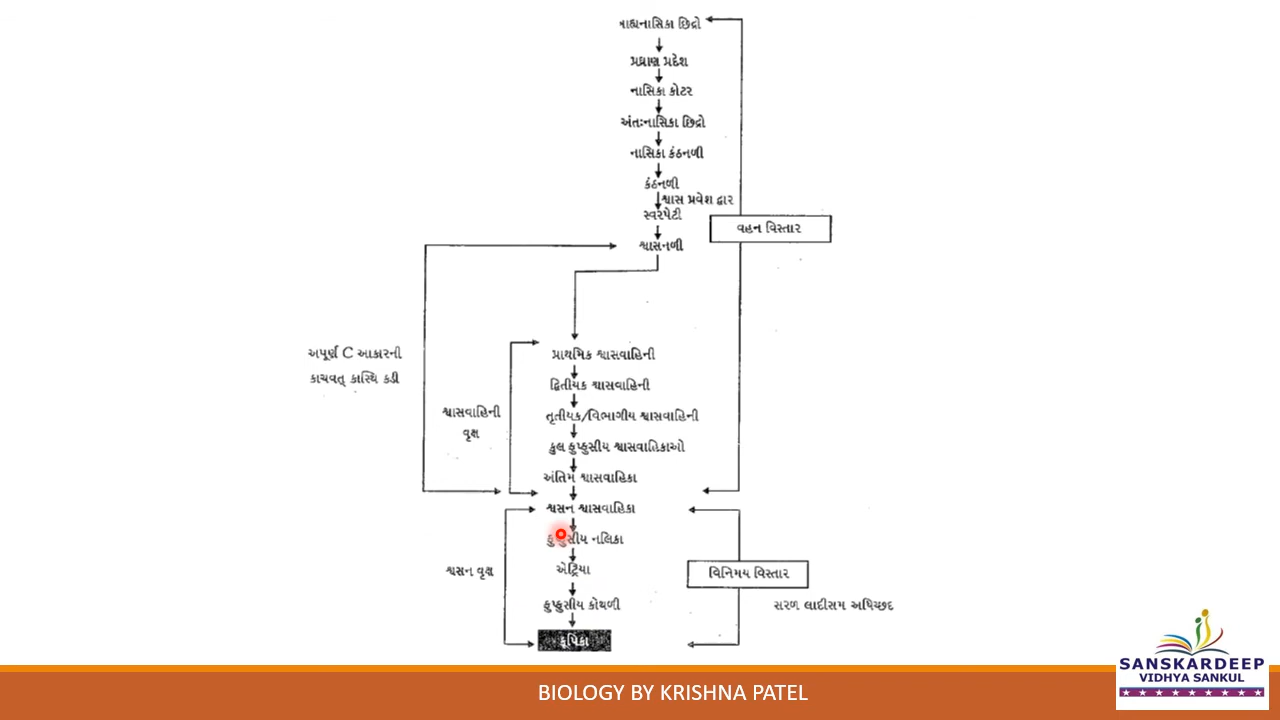 બાહ્યનાસિકા છિદ્રો
પ્રઘ્રાણ પ્રદેશ
નાસિકા કોટર
અંતઃનાસિકા છિદ્રો
નાસિકા કંઠનળી
કંઠનળી
શ્વાસ પ્રવેશ દ્વાર
સ્વરપેટી
વહન વિસ્તાર
શ્વાસનળી
અપૂર્ણ C આકારની
કાચવત્ કાસ્થિ કડી
પ્રાથમિક શ્વાસવાહિની
દ્વિતીયક શ્વાસવાહિની
તૃતીયક/વિભાગીય શ્વાસવાહિની
શ્વાસવાહિની
વૃક્ષ
કુલ ફુપ્ફુસીય શ્વાસવાહિકાઓ
અંતિમ શ્વાસવાહિકા
શ્વસન શ્વાસવાહિકા
ફુપ્ફુસીય નલિકા
એટ્રિયા
શ્વસન વૃક્ષ
વિનિમય વિસ્તાર
ફુપ્ફુસીય કોથળી
સરળ લાદીસમ અધિચ્છદ
કૂપિકા
BIOLOGY BY KRISHNA PATEL
SANSKARDEEP
VIDHYA SANKUL